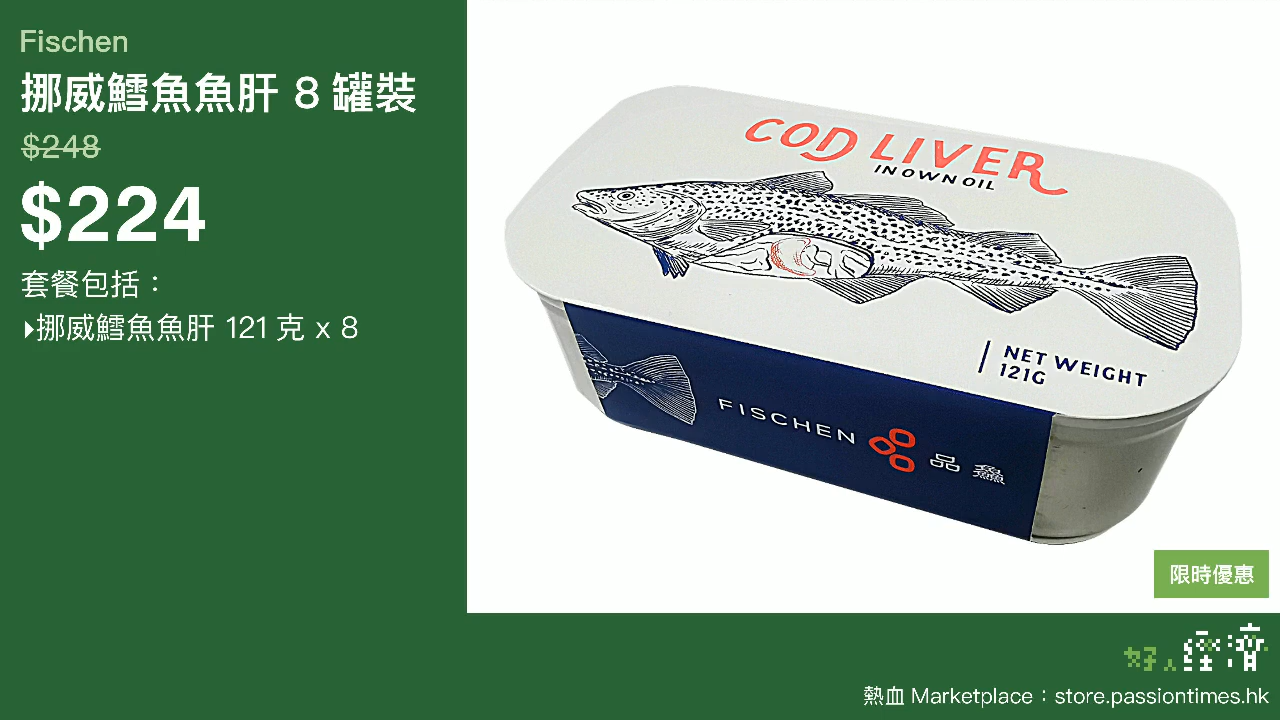 Fischen
挪威鱈魚魚肝 8 罐裝
$248
$224
套餐包括：
▸挪威鱈魚魚肝 121 克 x 8
COD LIVER
IN OWN OIL
NET WEIGHT
121G
FISCHEN 品鱻
限時優惠
好人經濟
熱血 Marketplace：store.passiontimes.hk